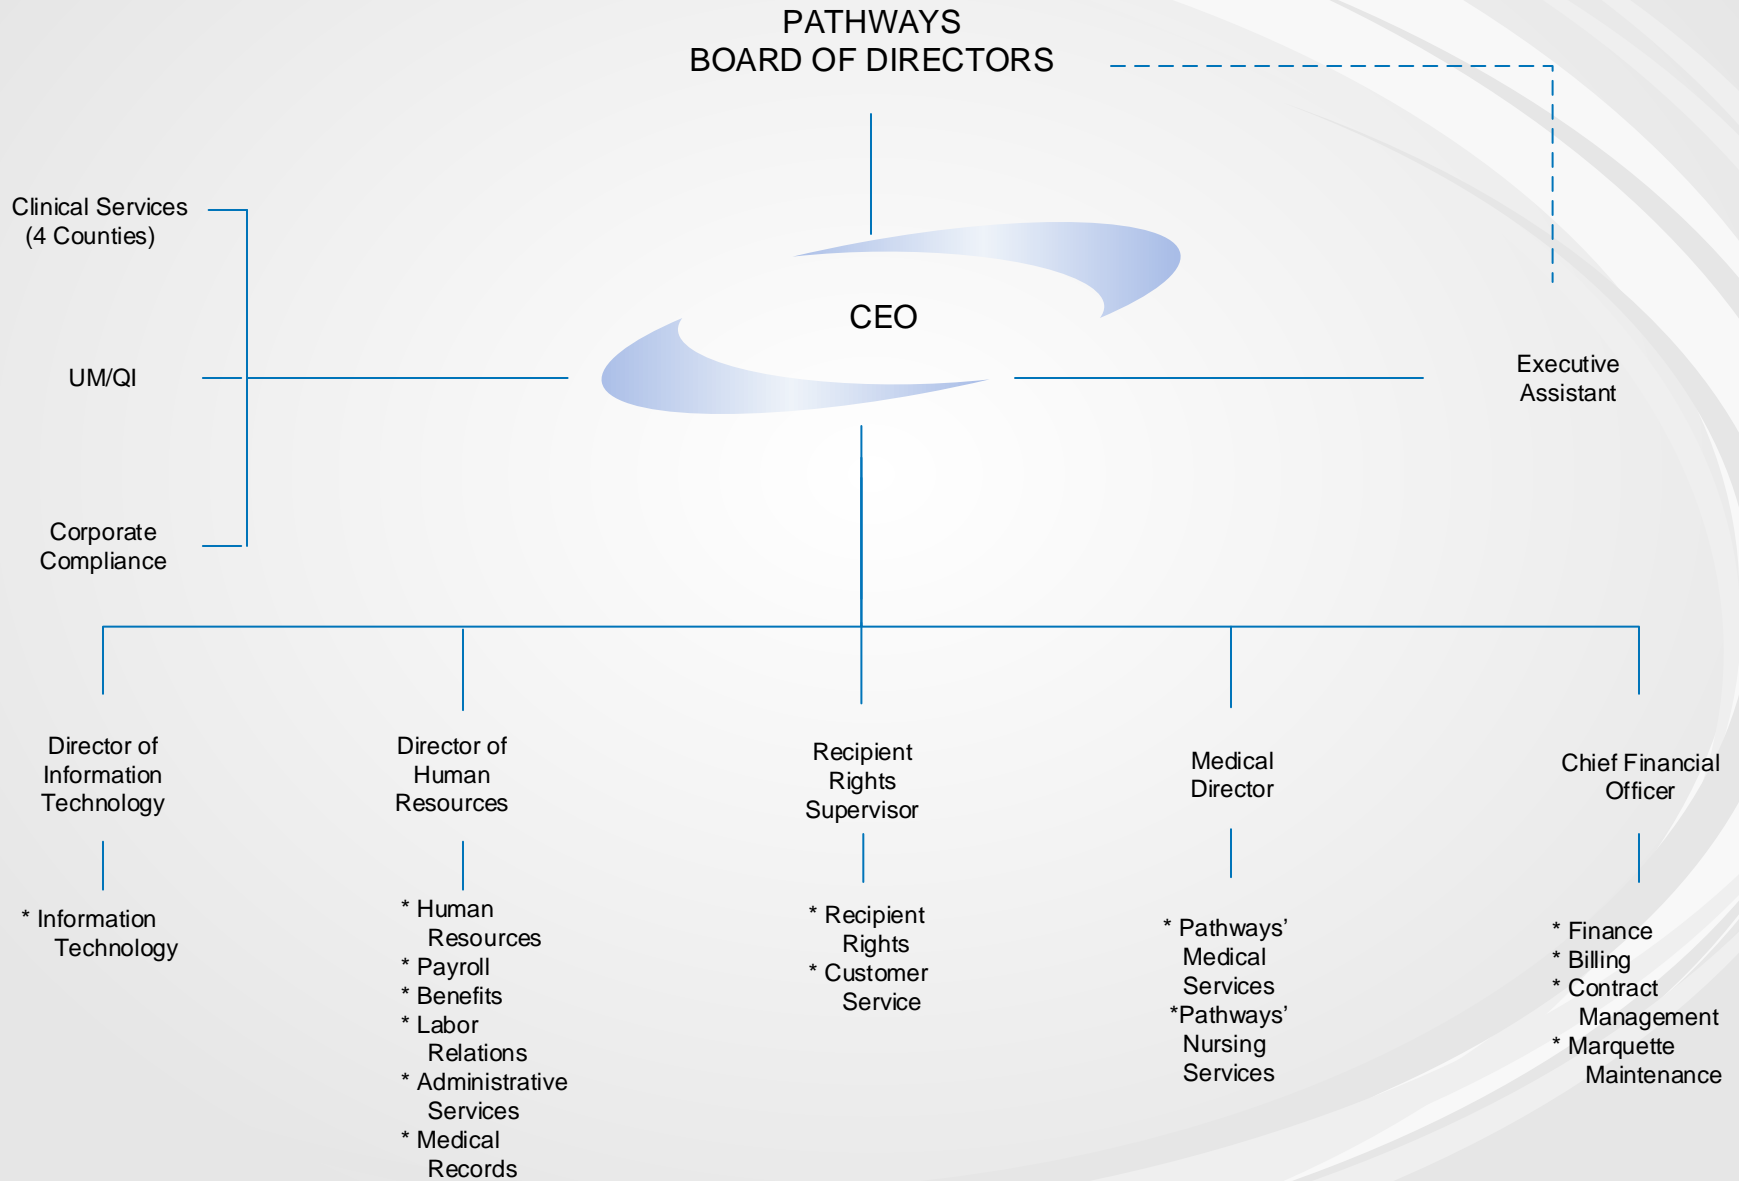 PATHWAYS
BOARD OF DIRECTORS
Clinical Services
(4 Counties)
CEO
UM/QI
Executive
Assistant
Corporate
Compliance
Director of
Information
Technology
Director of
Human
Resources
Recipient
Rights
Supervisor
Medical
Director
Chief Financial
Officer
* Information
Technology
* Human
Resources
* Payroll
* Benefits
* Labor
Relations
* Administrative
Services
* Medical
Records
* Recipient
Rights
* Customer
Service
* Pathways’
Medical
Services
*Pathways’
Nursing
Services
* Finance
* Billing
* Contract
Management
* Marquette
Maintenance